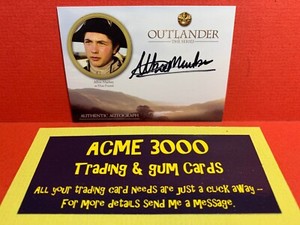 OUTLANDER
THE SERIES
AUTHENTIC AUTOGRAPH
ACME 3000
Trading & Gum Cards
All your trading card needs are just a click away ~
For more details send me a message.